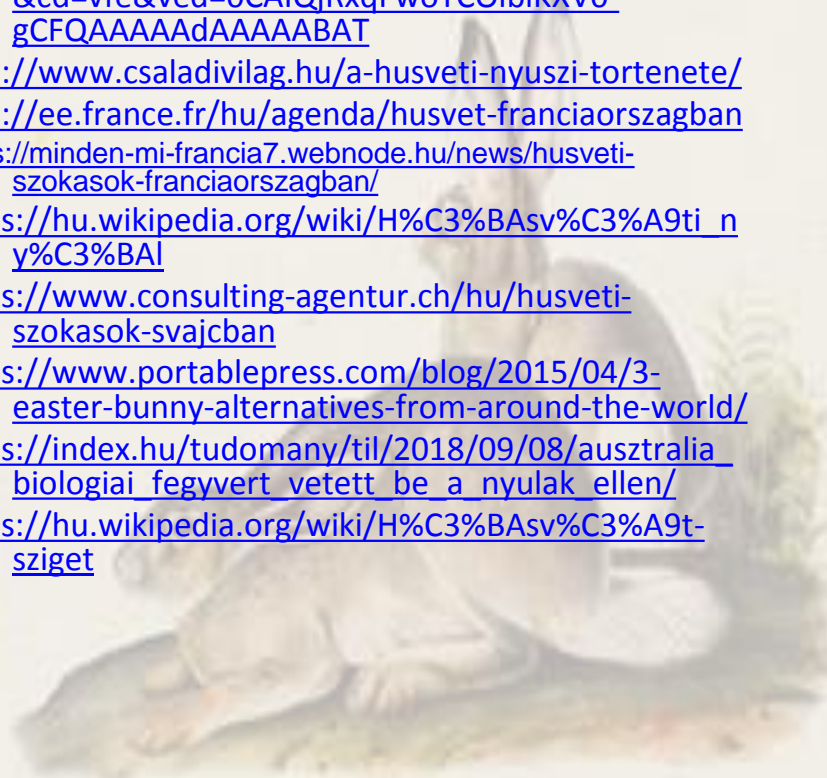 gCFQAAAAAdAAAAABAT
://www.csaladivilag.hu/a-husveti-nyuszi-tortenete/
://ee.france.fr/hu/agenda/husvet-franciaorszagban
s://minden-mi-francia7.webnode.hu/news/husveti-
szokasok-franciaorszagban/
s://hu.wikipedia.org/wiki/H%C3%BAsv%C3%A9ti_n
y%C3%BAl
s://www.consulting-agentur.ch/hu/husveti-
szokasok-svajcban
s://www.portablepress.com/blog/2015/04/3-
easter-bunny-alternatives-from-around-the-world/
s://index.hu/tudomany/til/2018/09/08/ausztralia_
biologiai_fegyvert_vetett_be_a_nyulak_ellen/
s://hu.wikipedia.org/wiki/H%C3%BAsv%C3%A9t-
sziget